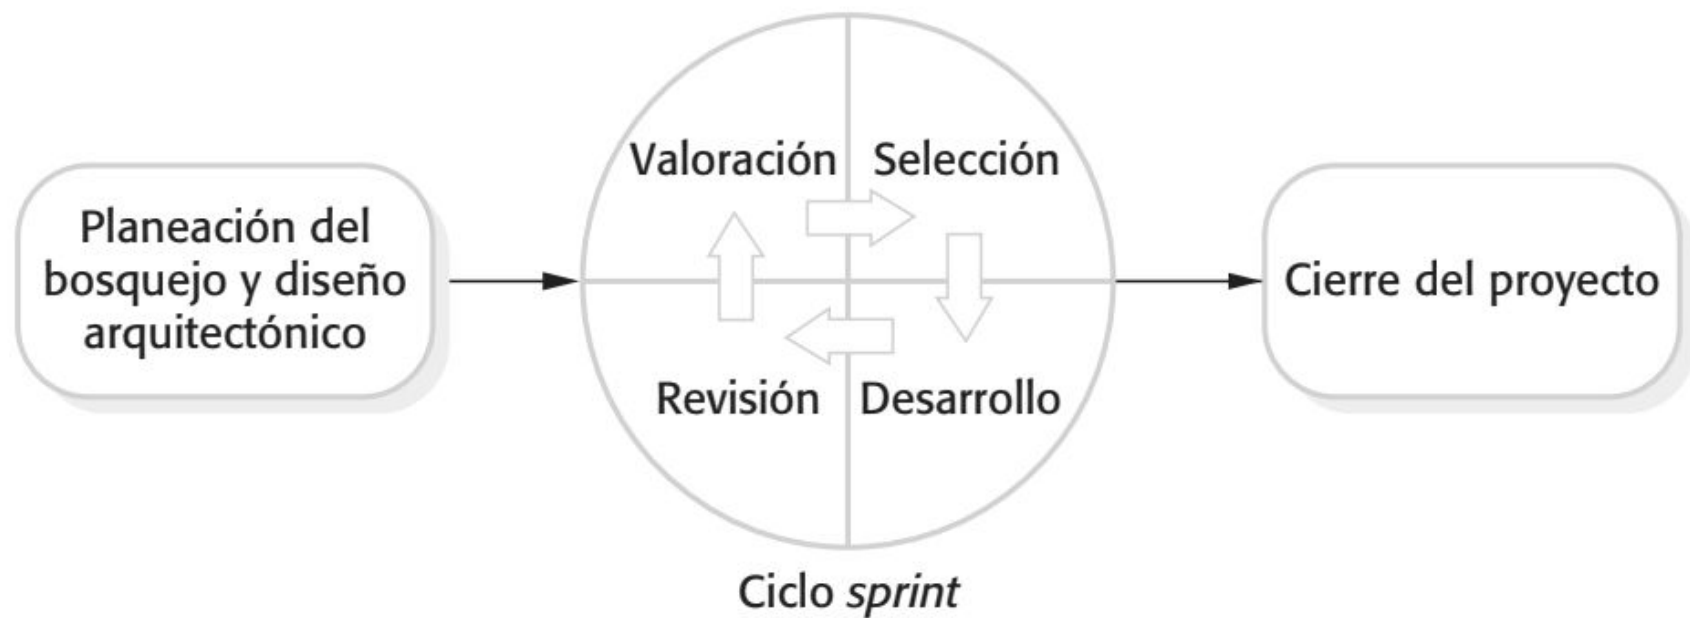 Planeación del
bosquejo y diseño
arquitectónico
Valoración
Selección
Revisión
Desarrollo
Ciclo sprint
Cierre del proyecto